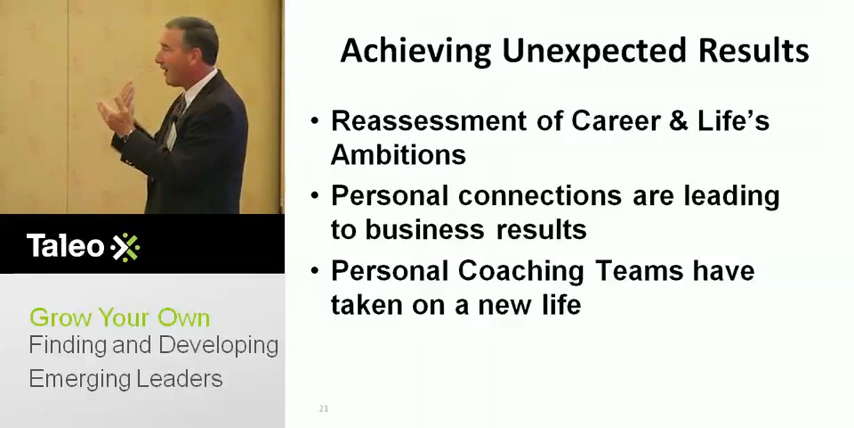 Achieving Unexpected Results
• Reassessment of Career & Life's
Ambitions
• Personal connections are leading
to business results
• Personal Coaching Teams have
taken on a new life
Taleo
Grow Your Own
Finding and Developing
Emerging Leaders
21